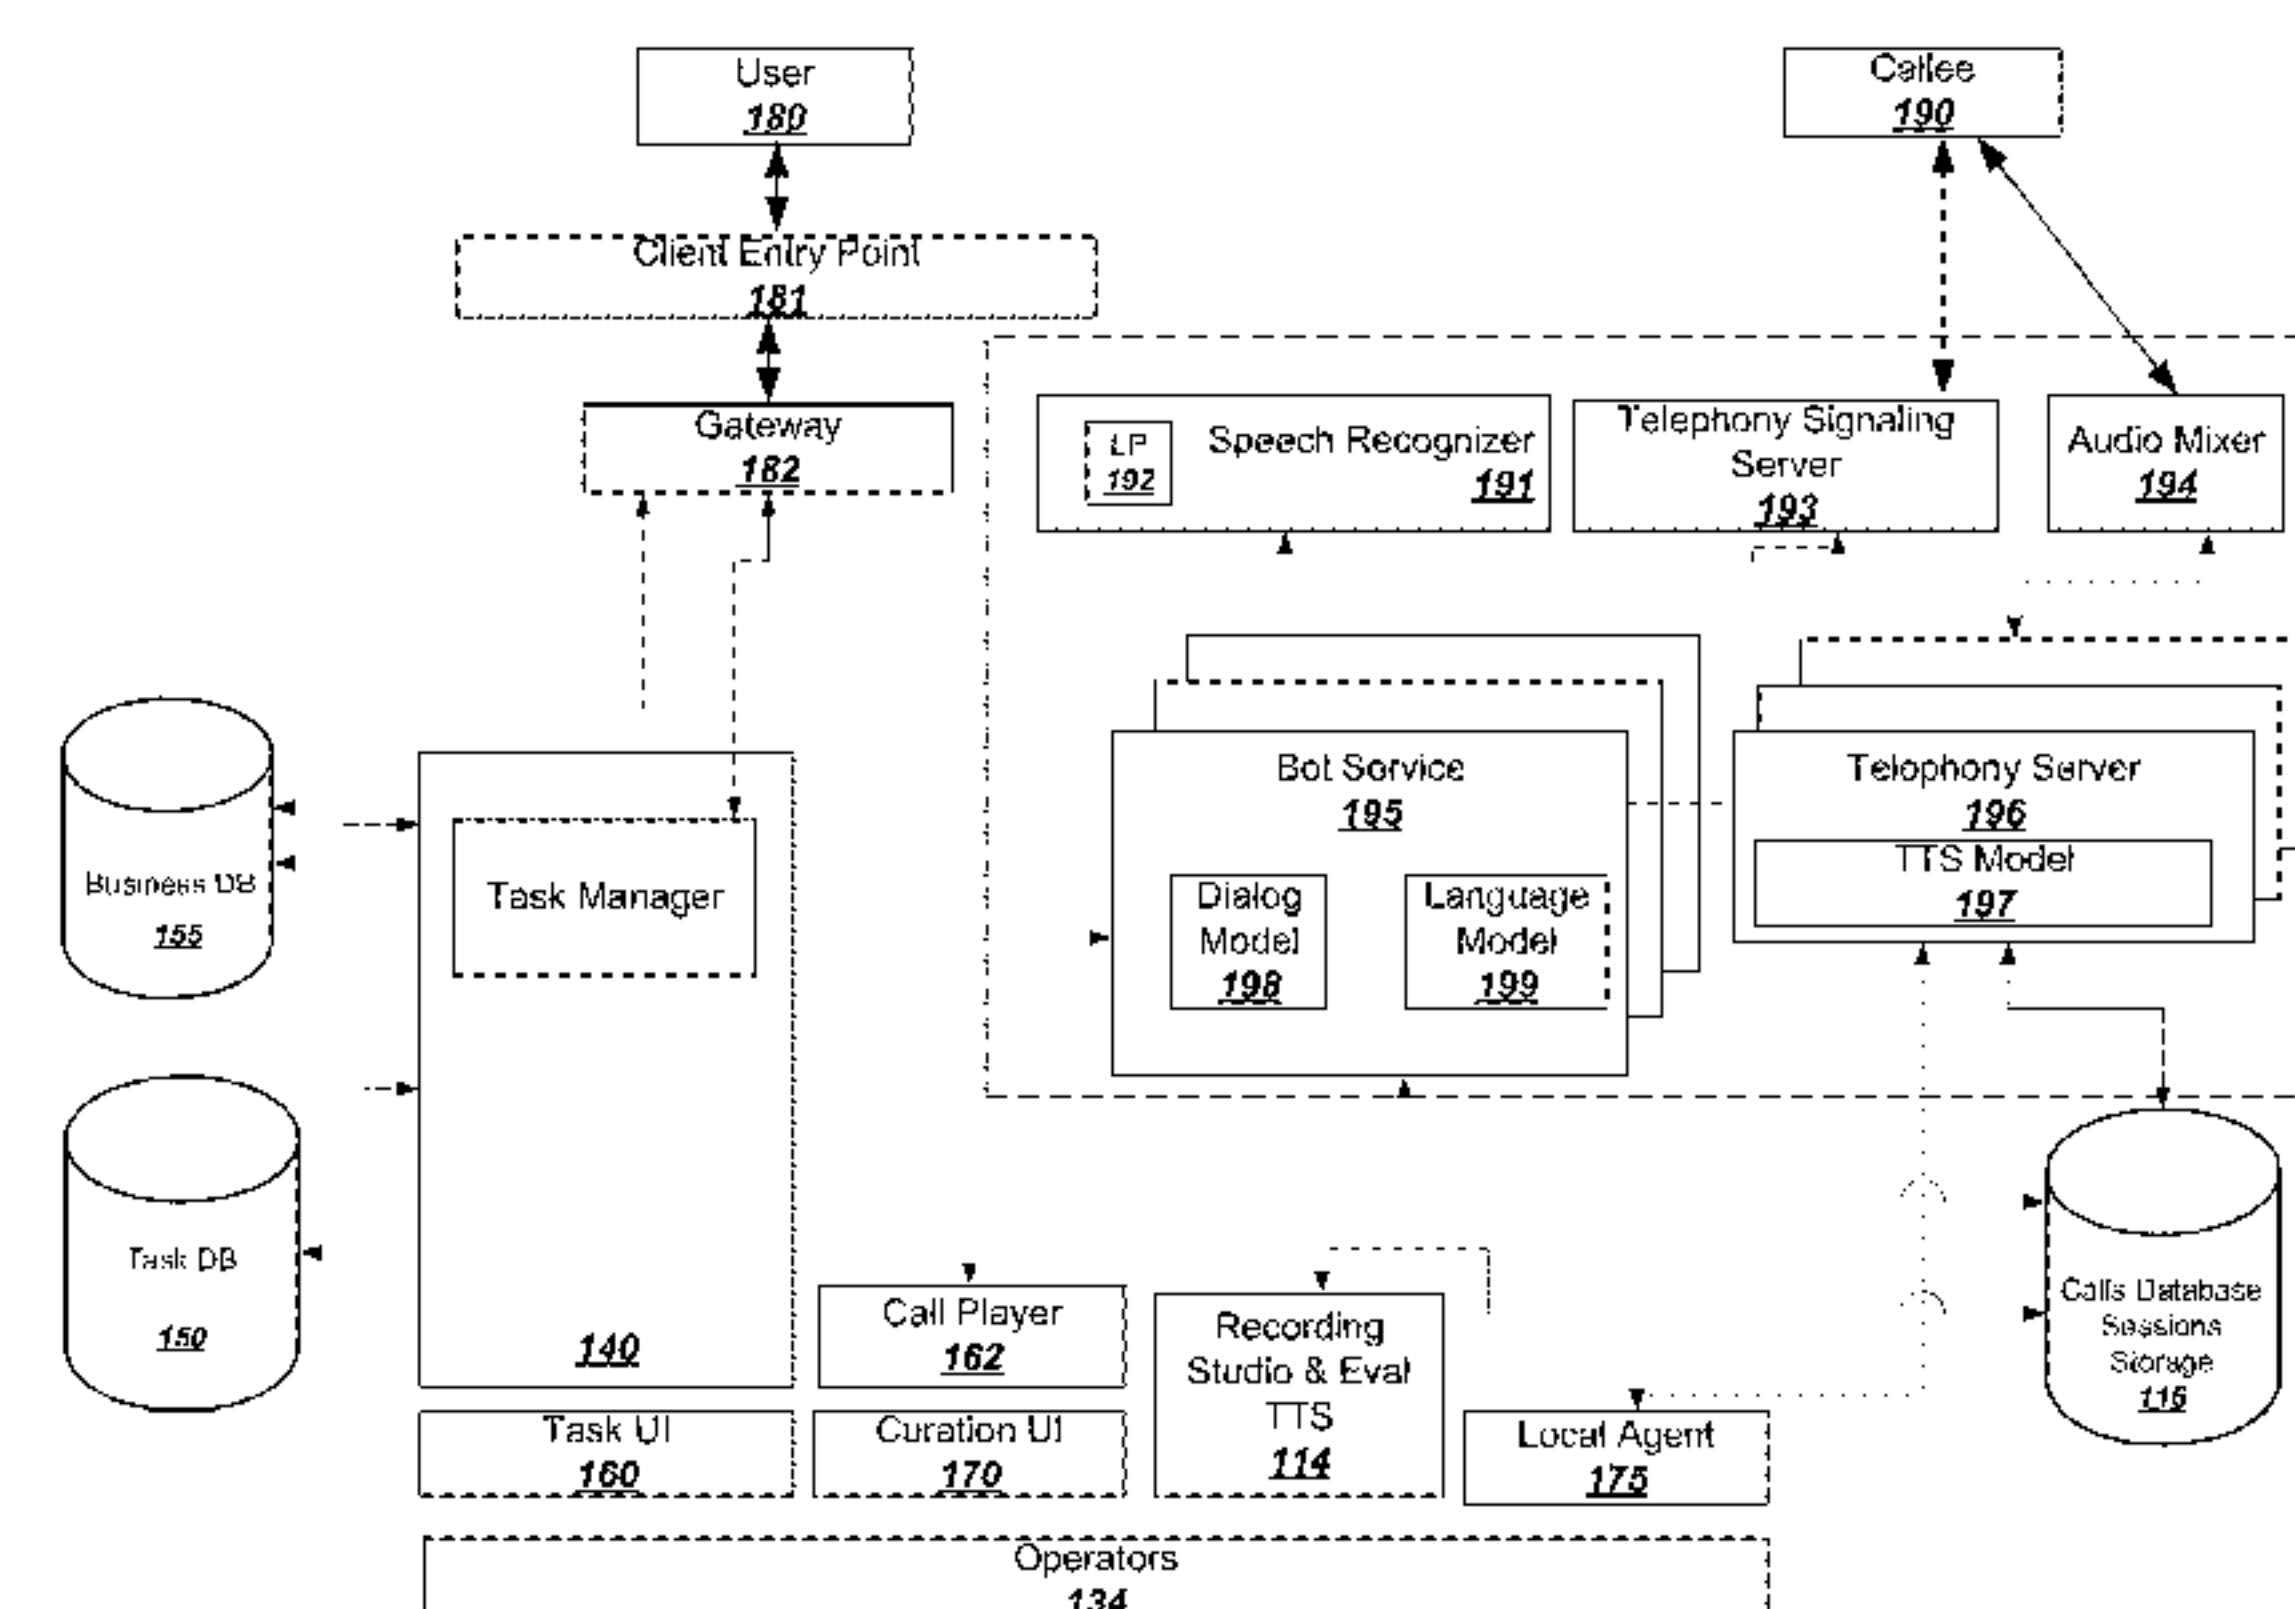 User
180
Callee
190
Client Entry Point
181
Gateway
182
LP
192
Speech Recognizer
191
Telephony Signaling
Server
193
Audio Mixer
194
Bot Service
195
Dialog
Model
198
Language
Model
199
Telephony Server
196
TTS Model
197
Business DB
155
Task Manager
140
Task DB
150
Call Player
162
Recording
Studio & Eval
TTS
114
Calls Database
Sessions
Storage
116
Task UI
160
Curation UI
170
Local Agent
175
Operators
134